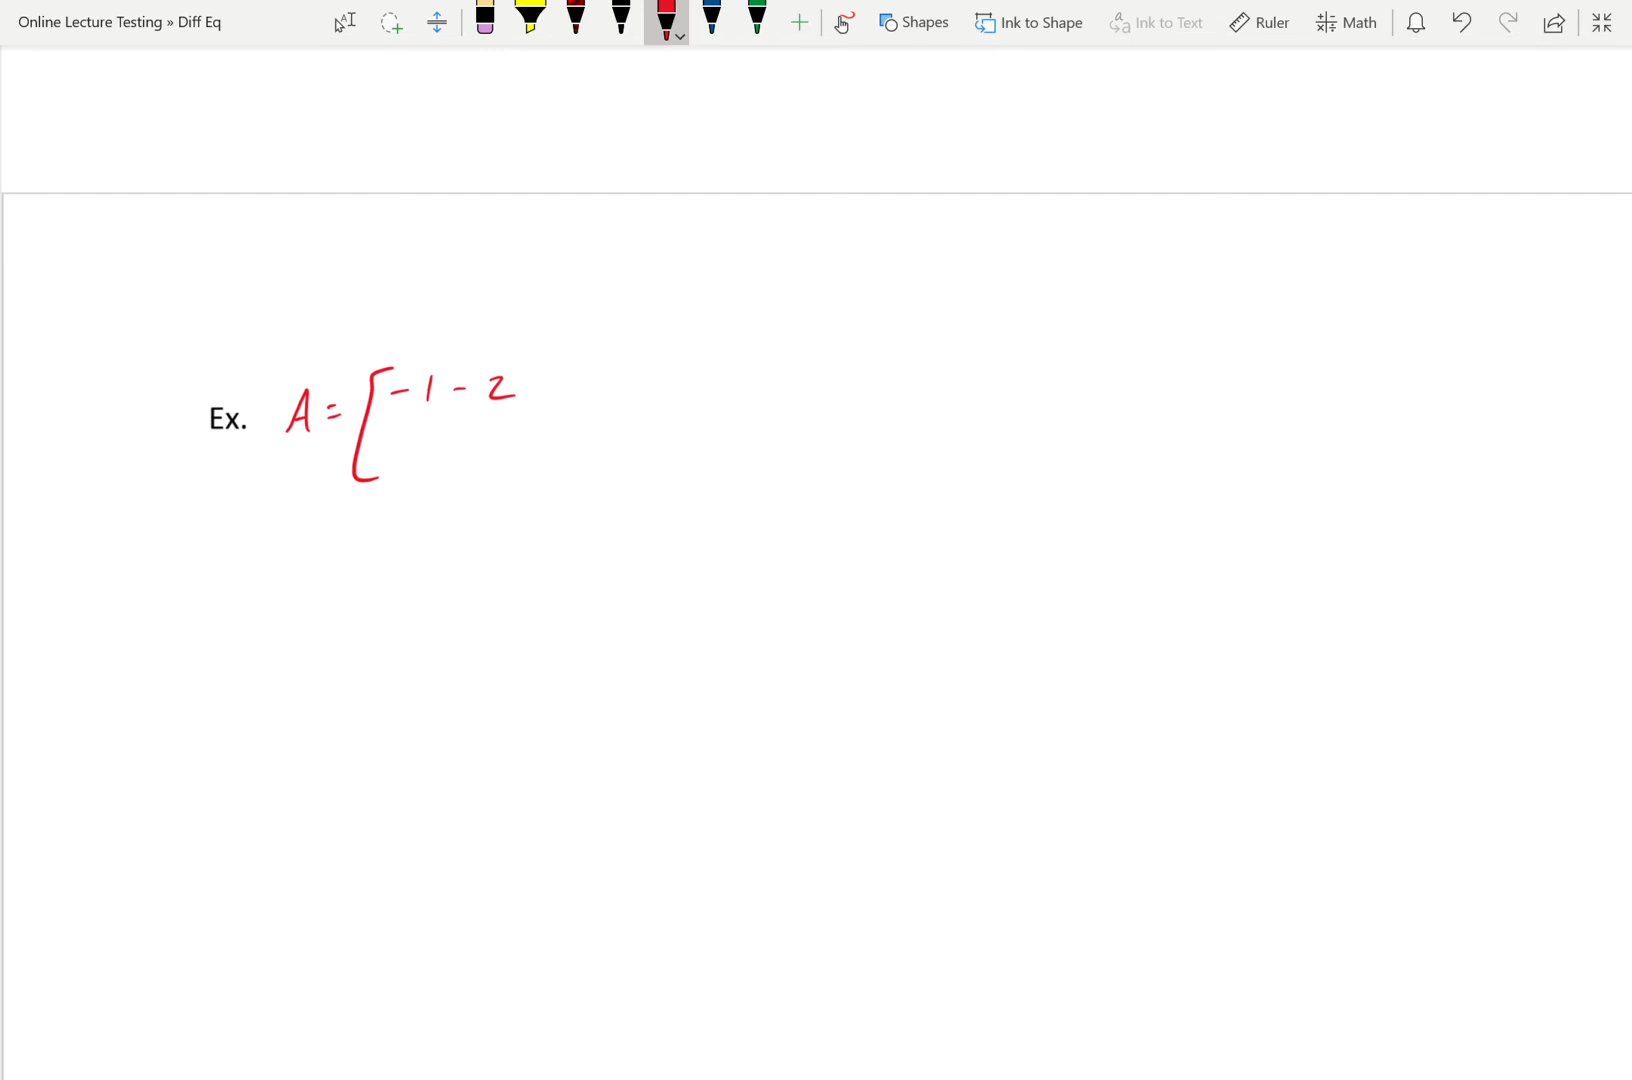 Online Lecture Testing » Diff Eq Shapes Ink to Shape Ink to Text Ruler Math
Ex. A = [ -1 -2